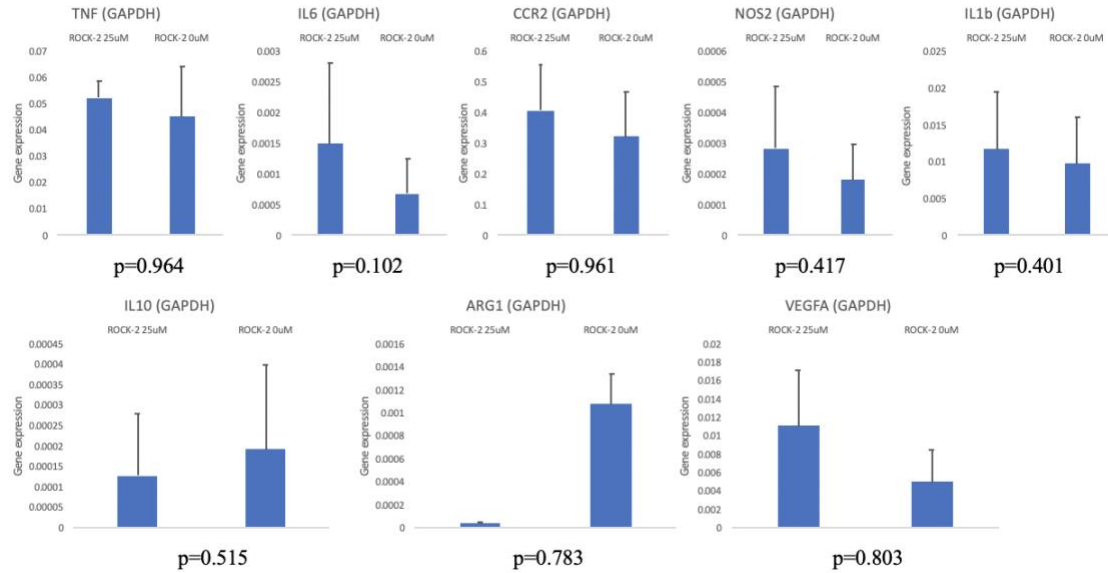 TNF (GAPDH)
ROCK-2 25uM
ROCK-2 0uM
0.07
0.06
0.05
0.04
0.03
0.02
0.01
0
Gene expression
p=0.964
IL6 (GAPDH)
ROCK-2 25uM
ROCK-2 0uM
0.003
0.0025
0.002
0.0015
0.001
0.0005
0
Gene expression
p=0.102
CCR2 (GAPDH)
ROCK-2 25uM
ROCK-2 0uM
0.6
0.5
0.4
0.3
0.2
0.1
0
Gene expression
p=0.961
NOS2 (GAPDH)
ROCK-2 25uM
ROCK-2 0uM
0.0006
0.0005
0.0004
0.0003
0.0002
0.0001
0
Gene expression
p=0.417
IL1b (GAPDH)
ROCK-2 25uM
ROCK-2 0uM
0.025
0.02
0.015
0.01
0.005
0
Gene expression
p=0.401
IL10 (GAPDH)
ROCK-2 25uM
ROCK-2 0uM
0.00045
0.0004
0.00035
0.0003
0.00025
0.0002
0.00015
0.0001
0.00005
0
Gene expression
p=0.515
ARG1 (GAPDH)
ROCK-2 25uM
ROCK-2 0uM
0.0016
0.0014
0.0012
0.001
0.0008
0.0006
0.0004
0.0002
0
Gene expression
p=0.783
VEGFA (GAPDH)
ROCK-2 25uM
ROCK-2 0uM
0.02
0.018
0.016
0.014
0.012
0.01
0.008
0.006
0.004
0.002
0
Gene expression
p=0.803